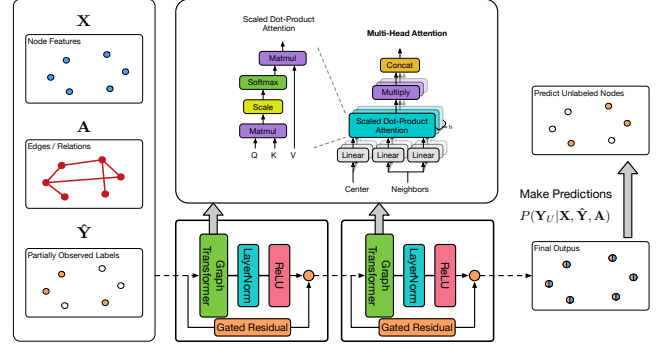 X
Node Features
A
Edges / Relations
Ŷ
Partially Observed Labels
Scaled Dot-Product
Attention
Matmul
Softmax
Scale
Matmul
Q K V
Multi-Head Attention
Concat
Multiply
Scaled Dot-Product
Attention
h
Linear Linear Linear
Center Neighbors
Graph
Transformer
LayerNorm
ReLU
Gated Residual
Graph
Transformer
LayerNorm
ReLU
Gated Residual
Predict Unlabeled Nodes
Make Predictions
P(Y_U|X, Ŷ, A)
Final Outpus